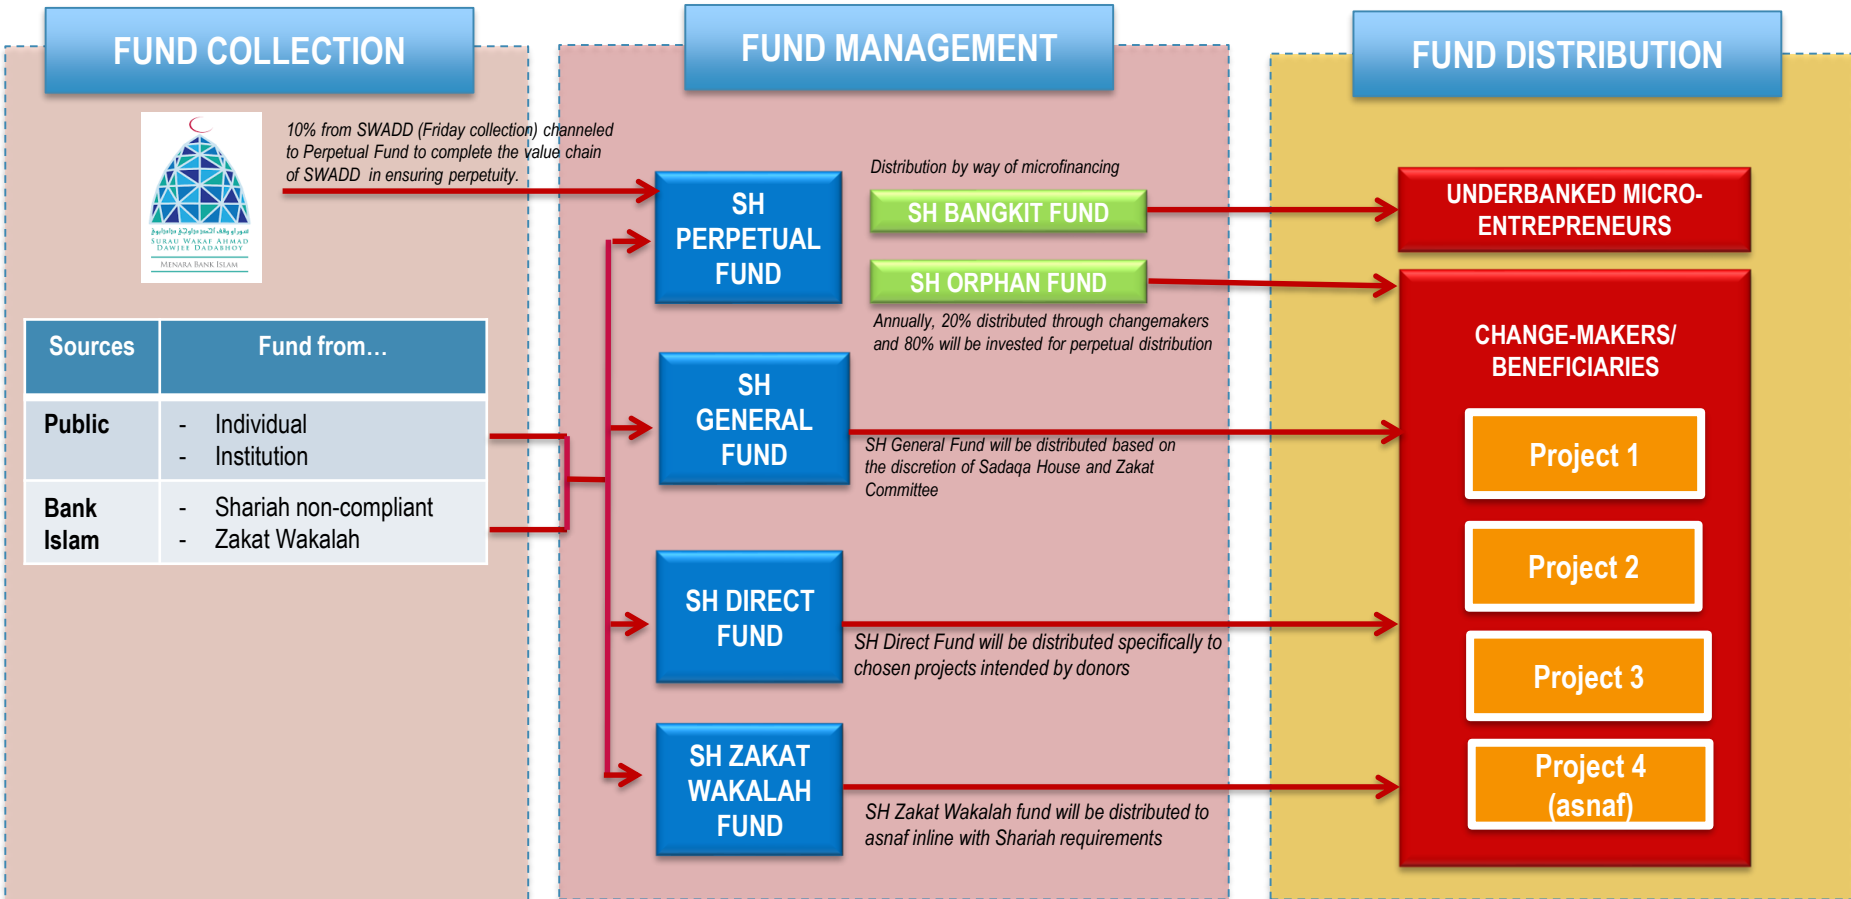 FUND COLLECTION
10% from SWADD (Friday collection) channeled
to Perpetual Fund to complete the value chain
of SWADD in ensuring perpetuity.
SURAU WAKAF AHMAD
DAWJEE DADABHOY
MENARA BANK ISLAM
Sources
Fund from…
Public
- Individual
- Institution
Bank
Islam
- Shariah non-compliant
- Zakat Wakalah
FUND MANAGEMENT
SH
PERPETUAL
FUND
Distribution by way of microfinancing
SH BANGKIT FUND
SH ORPHAN FUND
Annually, 20% distributed through changemakers
and 80% will be invested for perpetual distribution
SH
GENERAL
FUND
SH General Fund will be distributed based on
the discretion of Sadaqa House and Zakat
Committee
SH DIRECT
FUND
SH Direct Fund will be distributed specifically to
chosen projects intended by donors
SH ZAKAT
WAKALAH
FUND
SH Zakat Wakalah fund will be distributed to
asnaf inline with Shariah requirements
FUND DISTRIBUTION
UNDERBANKED MICRO-
ENTREPRENEURS
CHANGE-MAKERS/
BENEFICIARIES
Project 1
Project 2
Project 3
Project 4
(asnaf)